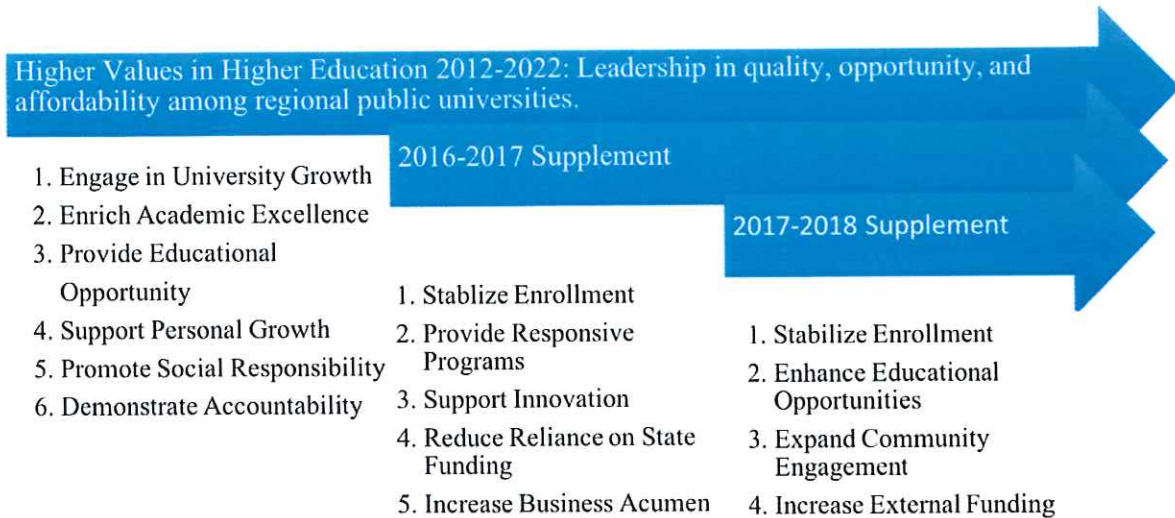 Higher Values in Higher Education 2012-2022: Leadership in quality, opportunity, and
affordability among regional public universities.
1. Engage in University Growth
2. Enrich Academic Excellence
3. Provide Educational
Opportunity
4. Support Personal Growth
5. Promote Social Responsibility
6. Demonstrate Accountability
2016-2017 Supplement
1. Stablize Enrollment
2. Provide Responsive
Programs
3. Support Innovation
4. Reduce Reliance on State
Funding
5. Increase Business Acumen
2017-2018 Supplement
1. Stabilize Enrollment
2. Enhance Educational
Opportunities
3. Expand Community
Engagement
4. Increase External Funding